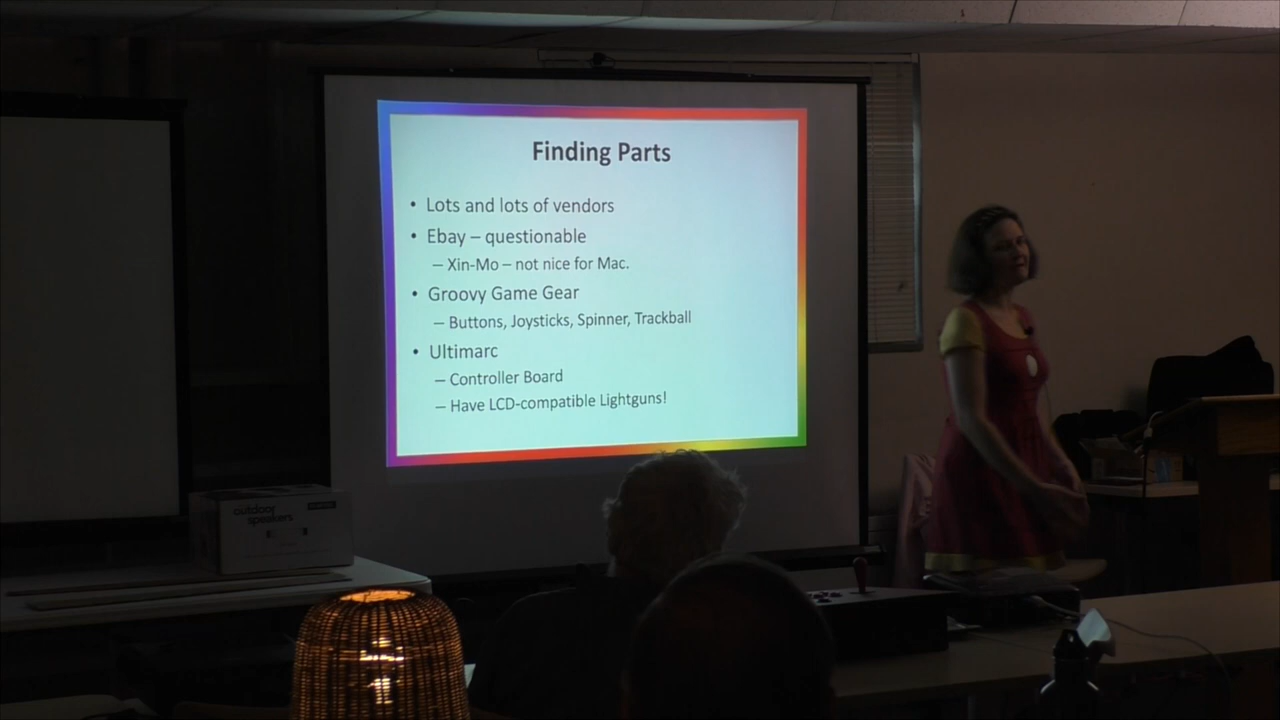 Finding Parts
• Lots and lots of vendors
• Ebay – questionable
– Xin-Mo – not nice for Mac.
• Groovy Game Gear
– Buttons, Joysticks, Spinner, Trackball
• Ultimarc
– Controller Board
– Have LCD-compatible Lightguns!
outdoor
speakers